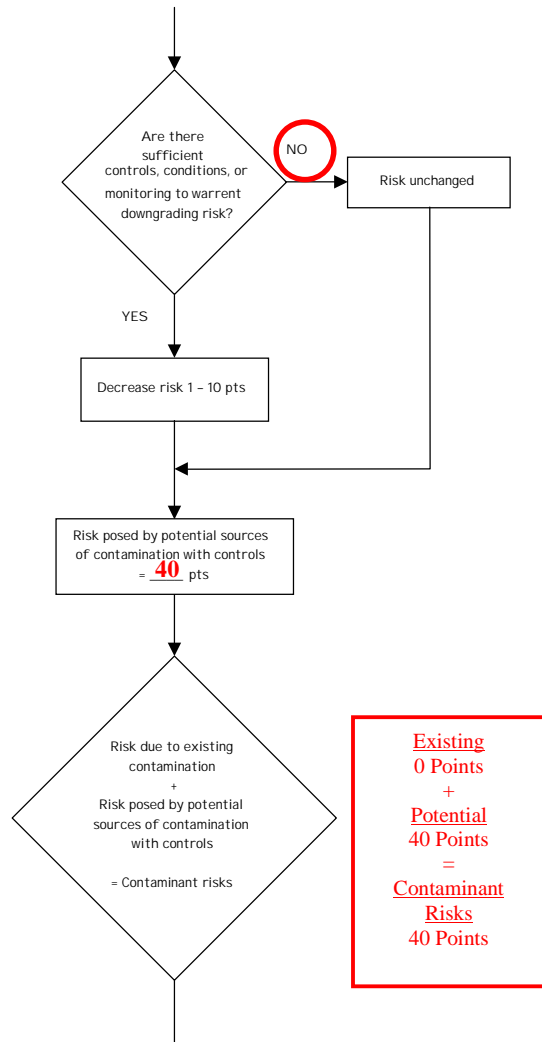 Are there
sufficient
controls, conditions, or
monitoring to warrent
downgrading risk?
NO
Risk unchanged
YES
Decrease risk 1 – 10 pts
Risk posed by potential sources
of contamination with controls
= 40 pts
Risk due to existing
contamination
+
Risk posed by potential
sources of contamination
with controls
= Contaminant risks
Existing
0 Points
+
Potential
40 Points
=
Contaminant
Risks
40 Points